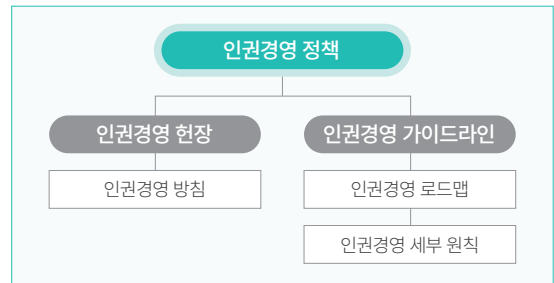 인권경영 정책
인권경영 헌장
인권경영 가이드라인
인권경영 방침
인권경영 로드맵
인권경영 세부 원칙